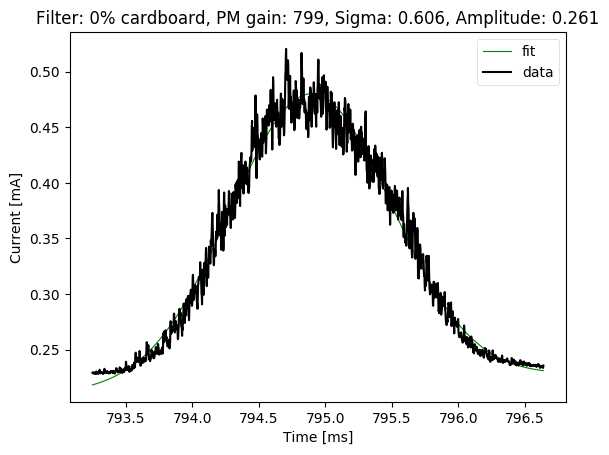 Filter: 0% cardboard, PM gain: 799, Sigma: 0.606, Amplitude: 0.261
fit
data
0.50
0.45
0.40
0.35
0.30
0.25
Current [mA]
793.5 794.0 794.5 795.0 795.5 796.0 796.5
Time [ms]